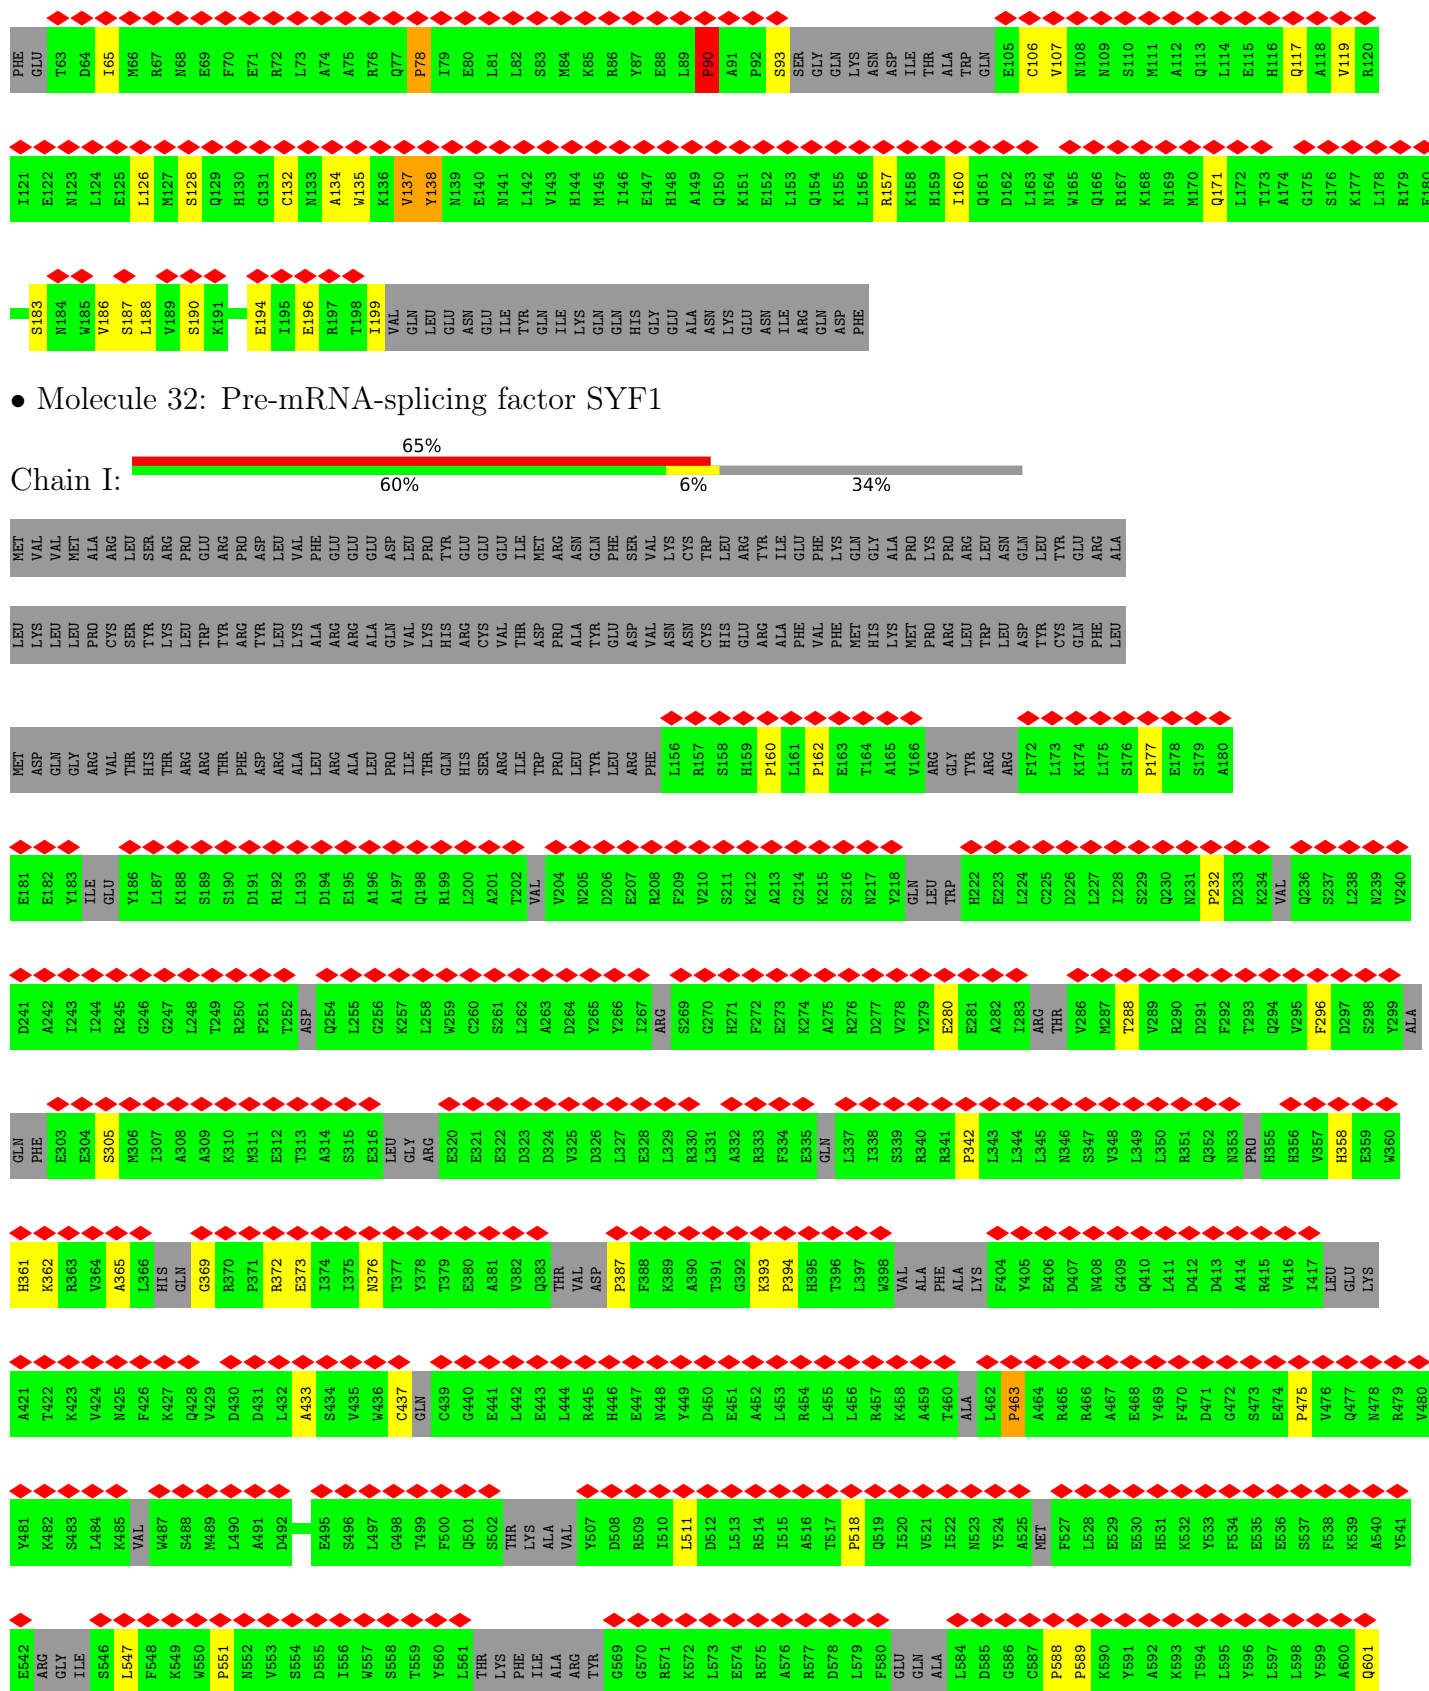 PHE GLU T63 D64 I65 M66 R67 N68 E69 F70 E71 R72 L73 A74 A75 R76 Q77 P78 I79 E80 L81 L82 S83 M84 K85 R86 Y87 E88 L89 P90 A91 P92 S93 SER GLY GLN LYS ASN ASP ILE THR ALA TRP GLN E105 C106 V107 N108 N109 S110 M111 A112 Q113 L114 E115 H116 Q117 A118 V119 R120
I121 E122 N123 L124 E125 L126 M127 S128 Q129 H130 G131 C132 N133 A134 W135 K136 V137 Y138 N139 E140 N141 L142 V143 H144 M145 I146 E147 H148 A149 Q150 K151 E152 L153 Q154 K155 L156 R157 K158 H159 I160 Q161 D162 L163 N164 W165 Q166 R167 K168 N169 M170 Q171 L172 T173 A174 G175 S176 K177 L178 R179 E180
S183 N184 W185 V186 S187 L188 V189 S190 K191 E194 I195 E196 R197 T198 I199 VAL GLN LEU GLU ASN GLU ILE TYR GLN ILE LYS GLN GLN HIS GLY GLU ALA ASN LYS GLU ASN ILE ARG GLN ASP PHE
• Molecule 32: Pre-mRNA-splicing factor SYF1
65%
Chain I:
60% 6% 34%
MET VAL VAL MET ALA ARG LEU SER ARG PRO GLU ARG PRO ASP LEU VAL PHE GLU GLU GLU ASP LEU PRO TYR GLU GLU GLU ILE MET ARG ASN GLN PHE SER VAL LYS CYS TRP LEU ARG TYR ILE GLU PHE LYS GLN GLY ALA PRO LYS PRO ARG LEU ASN GLN LEU TYR GLU ARG ALA
LEU LYS LEU LEU PRO CYS SER TYR LYS LEU TRP TYR ARG TYR LEU LYS ALA ARG ARG ALA GLN VAL LYS HIS ARG CYS VAL THR ASP PRO ALA TYR GLU ASP VAL ASN ASN CYS HIS GLU ARG ALA PHE VAL PHE MET HIS LYS MET PRO ARG LEU TRP LEU ASP TYR CYS GLN PHE LEU
MET ASP GLN GLY ARG VAL THR HIS THR ARG ARG THR PHE ASP ARG ALA LEU ARG ALA LEU PRO ILE THR GLN HIS SER ARG ILE TRP PRO LEU TYR LEU ARG PHE L156 R157 S158 H159 P160 L161 P162 E163 T164 A165 V166 ARG GLY TYR ARG ARG F172 L173 K174 L175 S176 P177 E178 S179 A180
E181 E182 Y183 ILE GLU Y186 L187 K188 S189 S190 D191 R192 L193 D194 E195 A196 A197 Q198 R199 L200 A201 T202 VAL V204 N205 D206 E207 R208 F209 V210 S211 K212 A213 G214 K215 S216 N217 Y218 GLN LEU TRP H222 E223 L224 C225 D226 L227 I228 S229 Q230 N231 P232 D233 K234 VAL Q236 S237 L238 N239 V240
D241 A242 I243 I244 R245 G246 G247 L248 T249 R250 F251 T252 ASP Q254 L255 G256 K257 L258 W259 C260 S261 L262 A263 D264 Y265 Y266 I267 ARG S269 G270 H271 F272 E273 K274 A275 R276 D277 V278 Y279 E280 E281 A282 I283 ARG THR V286 M287 T288 V289 R290 D291 F292 T293 Q294 V295 F296 D297 S298 Y299 ALA
GLN PHE E303 E304 S305 M306 I307 A308 A309 K310 M311 E312 T313 A314 S315 E316 LEU GLY ARG E320 E321 E322 D323 D324 V325 D326 L327 E328 L329 R330 L331 A332 R333 F334 E335 GLN L337 I338 S339 R340 R341 P342 L343 L344 L345 N346 S347 V348 L349 L350 R351 Q352 N353 PRO H355 H356 V357 H358 E359 W360
H361 K362 R363 V364 A365 L366 HIS GLN G369 R370 P371 R372 E373 I374 I375 N376 T377 Y378 T379 E380 A381 V382 Q383 THR VAL ASP P387 F388 K389 A390 T391 G392 K393 P394 H395 T396 L397 W398 VAL ALA PHE ALA LYS F404 Y405 E406 D407 N408 G409 Q410 L411 D412 D413 A414 R415 V416 I417 LEU GLU LYS
A421 T422 K423 V424 N425 F426 K427 Q428 V429 D430 D431 L432 A433 S434 V435 W436 C437 GLN C439 G440 E441 L442 E443 L444 R445 H446 E447 N448 Y449 D450 E451 A452 L453 R454 L455 L456 R457 K458 A459 T460 ALA L462 P463 A464 R465 R466 A467 E468 Y469 F470 D471 G472 S473 E474 P475 V476 Q477 N478 R479 V480
Y481 K482 S483 L484 K485 VAL W487 S488 M489 L490 A491 D492 E495 S496 L497 G498 T499 F500 Q501 S502 THR LYS ALA VAL Y507 D508 R509 I510 L511 D512 L513 R514 I515 A516 T517 P518 Q519 I520 V521 I522 N523 Y524 A525 MET F527 L528 E529 E530 H531 K532 Y533 F534 E535 E536 S537 F538 K539 A540 Y541
E542 ARG GLY ILE S546 L547 F548 K549 W550 P551 N552 V553 S554 D555 I556 W557 S558 T559 Y560 L561 THR LYS PHE ILE ALA ARG TYR G569 G570 R571 K572 L573 E574 R575 A576 R577 D578 L579 F580 GLU GLN ALA L584 D585 G586 C587 P588 P589 K590 Y591 A592 K593 T594 L595 Y596 L597 L598 Y599 A600 Q601